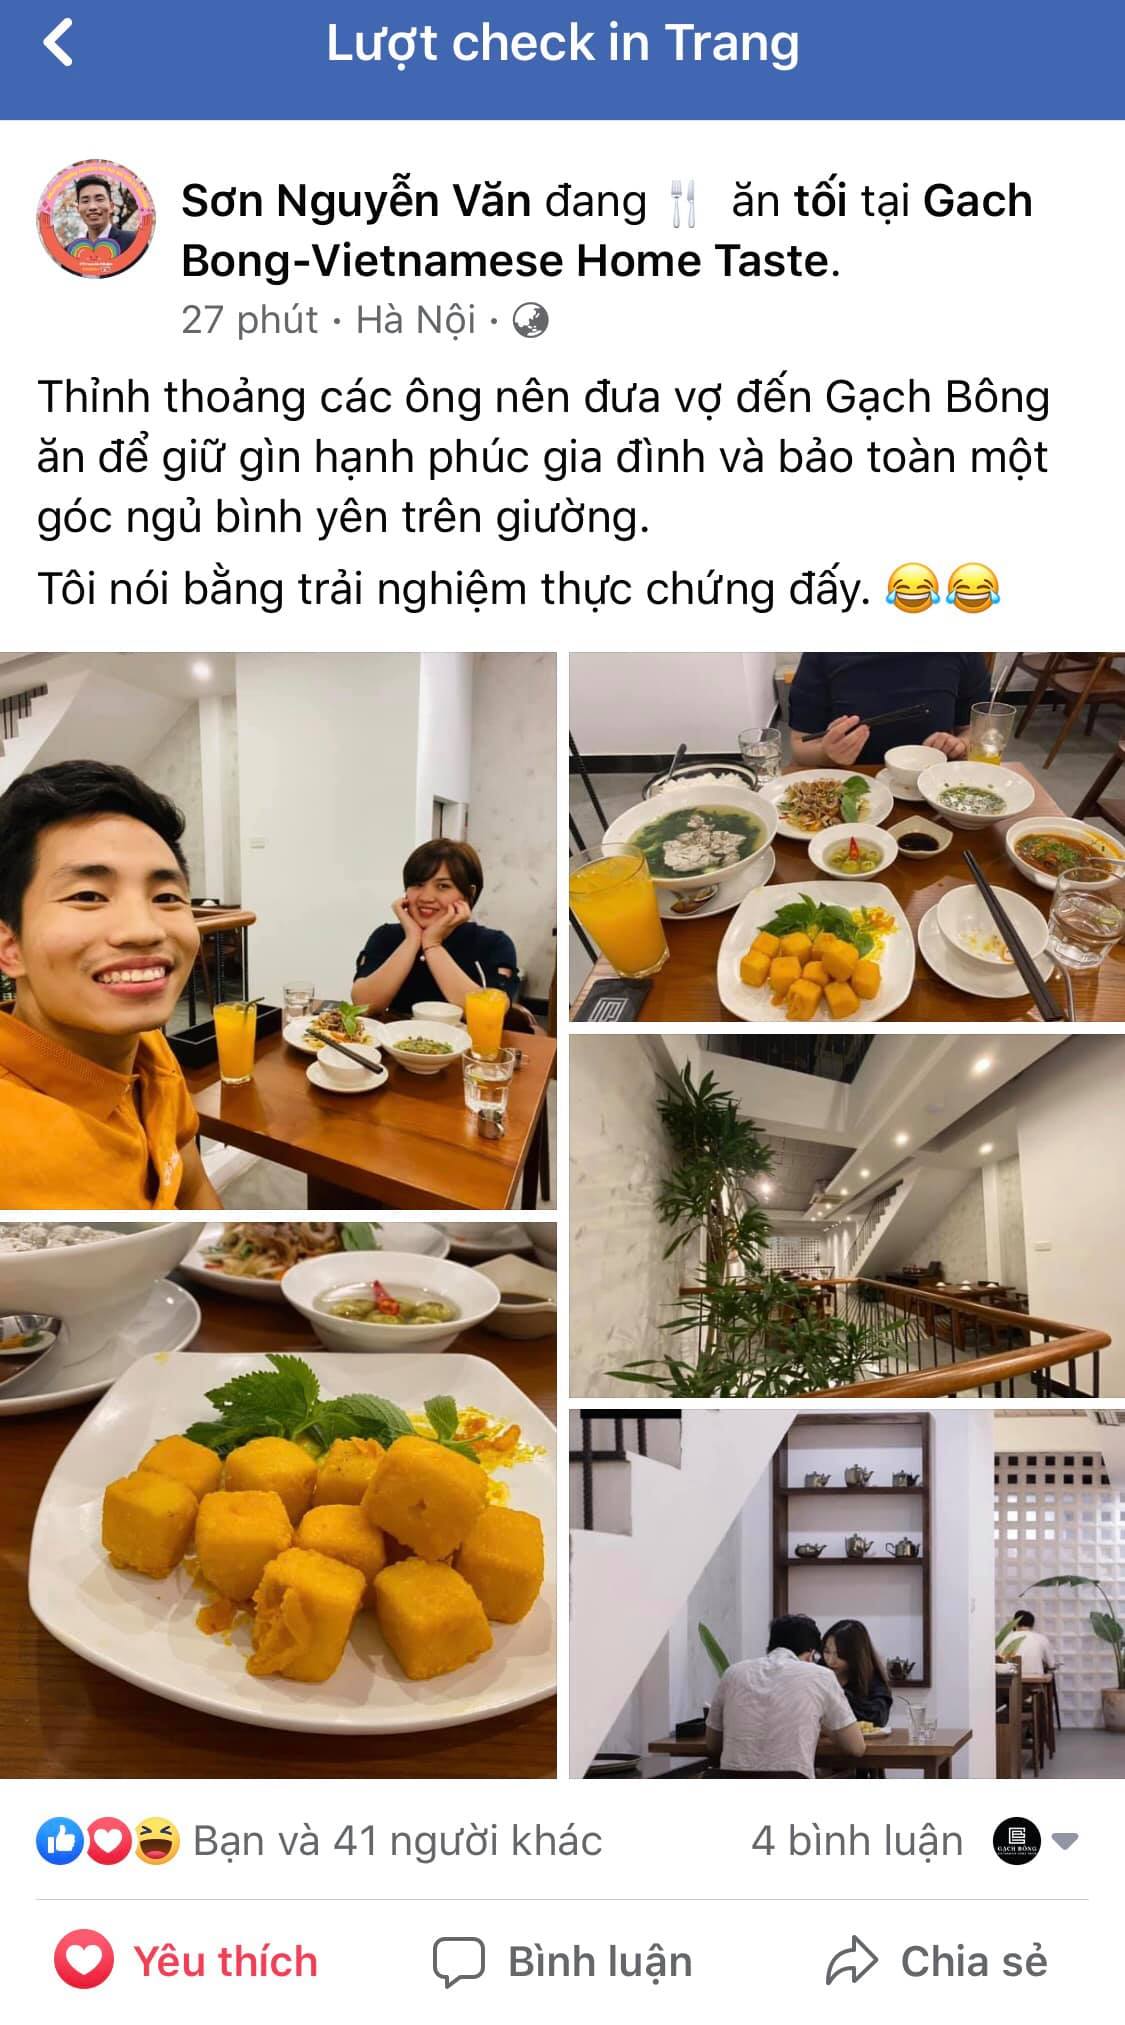 Lượt check in Trang
Sơn Nguyễn Văn đang 🍴 ăn tối tại Gach
Bong-Vietnamese Home Taste.
27 phút · Hà Nội ·
Thỉnh thoảng các ông nên đưa vợ đến Gạch Bông
ăn để giữ gìn hạnh phúc gia đình và bảo toàn một
góc ngủ bình yên trên giường.
Tôi nói bằng trải nghiệm thực chứng đấy. 😂😂
Bạn và 41 người khác
4 bình luận
GẠCH BÔNG
Yêu thích
Bình luận
Chia sẻ